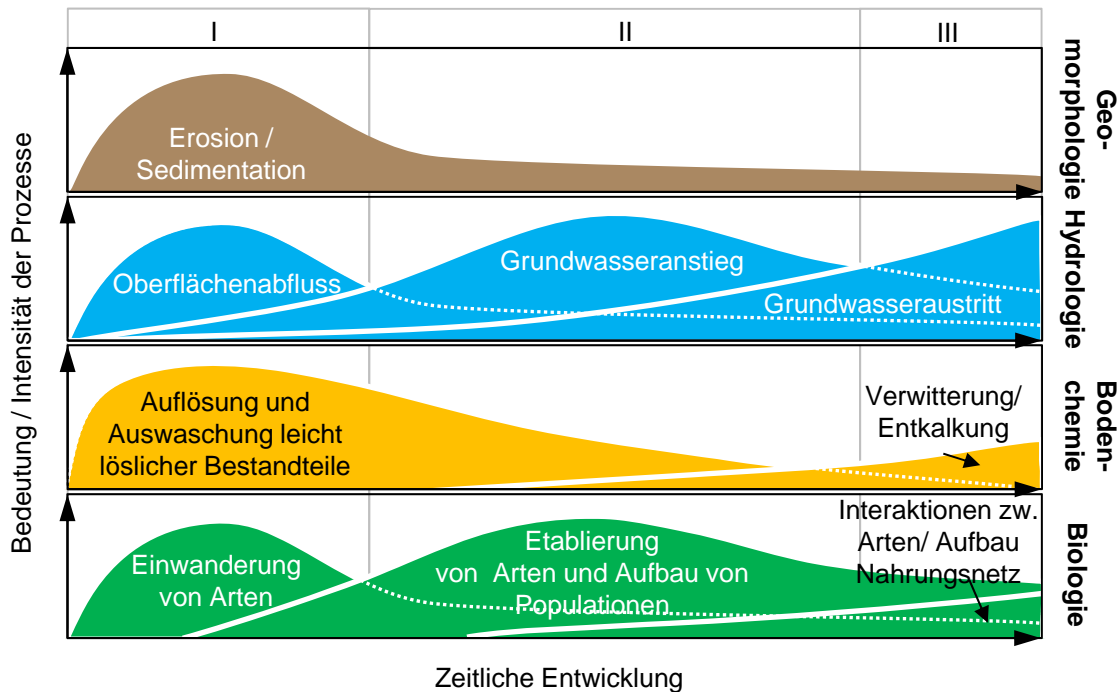 I
II
III
Bedeutung / Intensität der Prozesse
Erosion /
Sedimentation
Geo-
morphologie
Oberflächenabfluss
Grundwasseranstieg
Grundwasseraustritt
Hydrologie
Auflösung und
Auswaschung leicht
löslicher Bestandteile
Verwitterung/
Entkalkung
Boden-
chemie
Einwanderung
von Arten
Etablierung
von Arten und Aufbau von
Populationen
Interaktionen zw.
Arten/ Aufbau
Nahrungsnetz
Biologie
Zeitliche Entwicklung